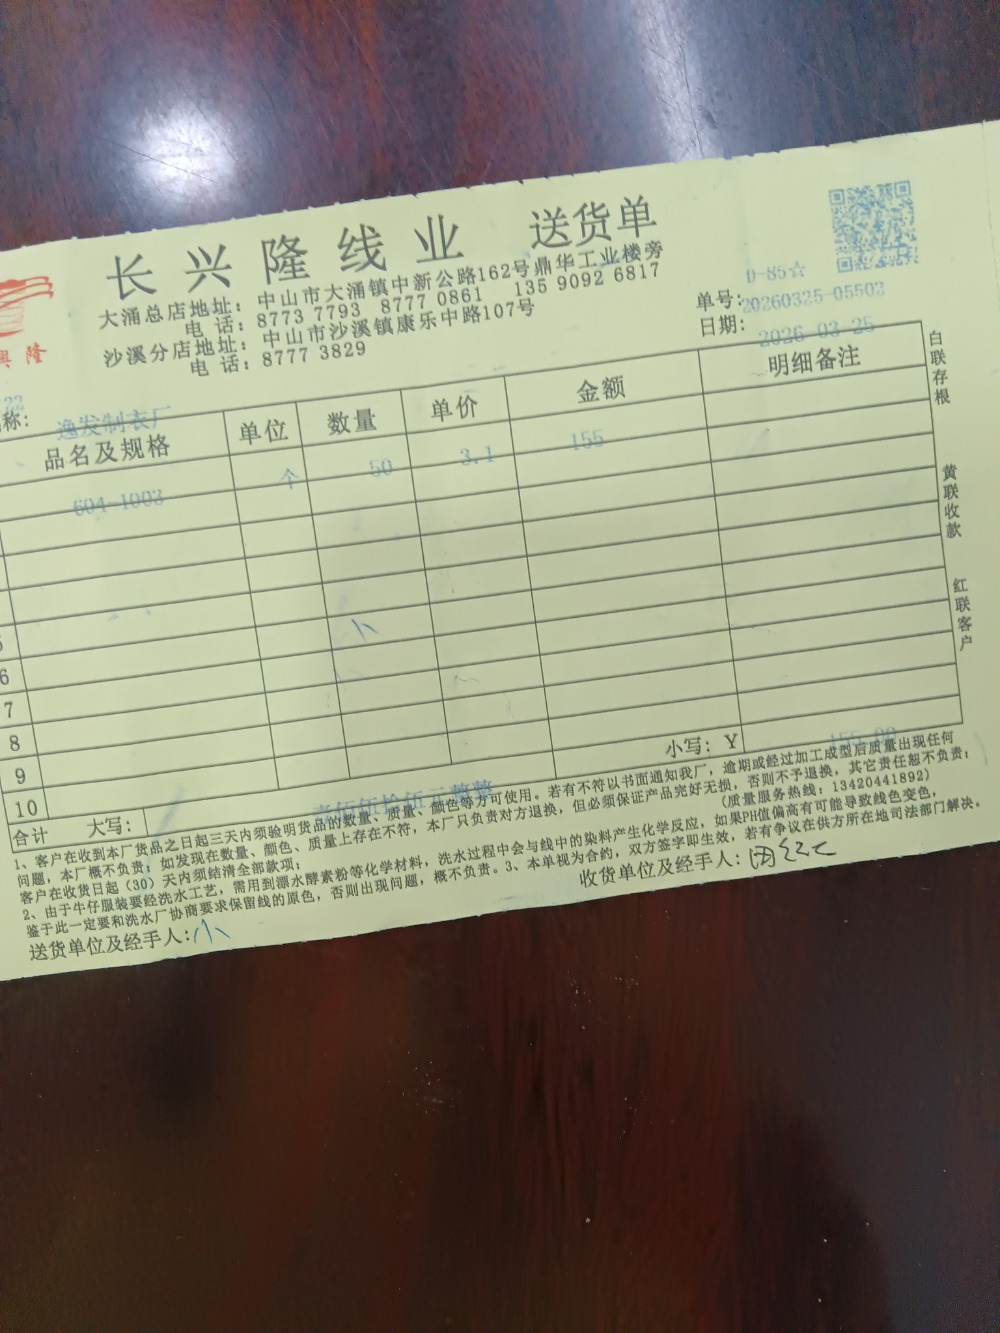 长兴隆线业 送货单
大涌总店地址：中山市大涌镇中新公路162号鼎华工业楼旁
电 话：8773 7793 8777 0861 135 9092 6817
沙溪分店地址：中山市沙溪镇康乐中路107号
电 话：8777 3829
隆
D-85☆
单号：20260325-05502
日期：2026-03-25
称：逸发制衣厂
品名及规格 单位 数量 单价 金额 明细备注
604-1003 个 50 3.1 155
小
6
7
8
9
10
小写：Y 155.00
合计 大写：壹佰伍拾伍元整
1、客户在收到本厂货品之日起三天内须验明货品的数量、质量、颜色等方可使用。若有不符以书面通知我厂，逾期或经过加工成型后质量出现任何
问题，本厂概不负责；如发现在数量、颜色、质量上存在不符，本厂只负责对方退换，但必须保证产品完好无损，否则不予退换，其它责任恕不负责；
客户在收货日起（30）天内须结清全部款项；
(质量服务热线：13420441892)
2、由于牛仔服装要经洗水工艺，需用到漂水酵素粉等化学材料，洗水过程中会与线中的染料产生化学反应，如果PH值偏高有可能导致线色变色，
鉴于此一定要和洗水厂协商要求保留线的原色，否则出现问题，概不负责。3、本单视为合约，双方签字即生效，若有争议在供方所在地司法部门解决。
送货单位及经手人：小
收货单位及经手人：
白联存根
黄联收款
红联客户